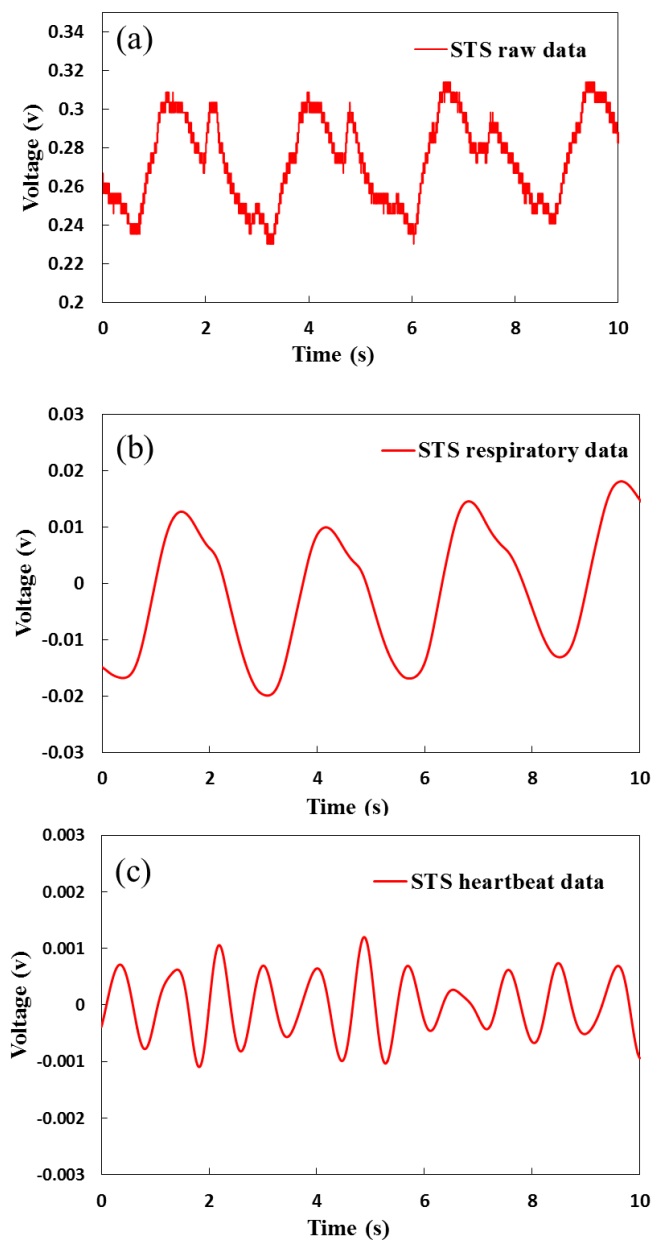 (a)
STS raw data
Voltage (v)
0.34
0.32
0.3
0.28
0.26
0.24
0.22
0.2
0 2 4 6 8 10
Time (s)
(b)
STS respiratory data
Voltage (v)
0.03
0.02
0.01
0
-0.01
-0.02
-0.03
0 2 4 6 8 10
Time (s)
(c)
STS heartbeat data
Voltage (v)
0.003
0.002
0.001
0
-0.001
-0.002
-0.003
0 2 4 6 8 10
Time (s)